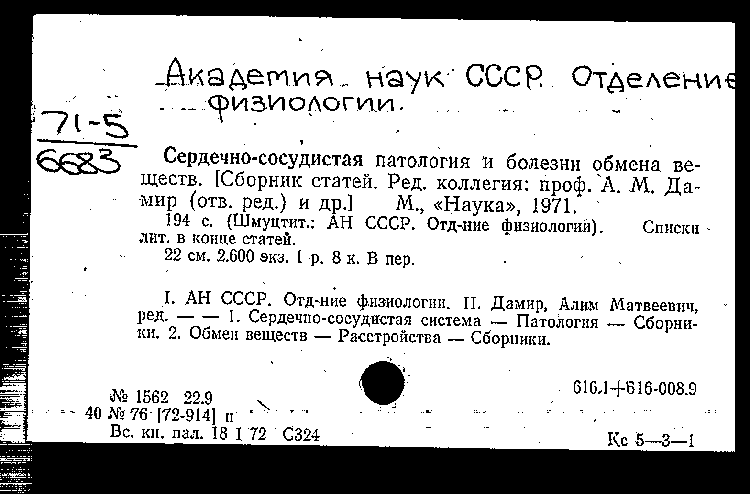 Академия наук СССР. Отделение
физиологии.
71-5
6683
Сердечно-сосудистая патология и болезни обмена ве-
ществ. [Сборник статей. Ред. коллегия: проф. А. М. Да-
мир (отв. ред.) и др.] М., «Наука», 1971.
194 с. (Шмуцтит.: АН СССР. Отд-ние физиологии). Списки
лит. в конце статей.
22 см. 2.600 экз. 1 р. 8 к. В пер.
I. АН СССР. Отд-ние физиологии. II. Дамир, Алим Матвеевич,
ред. — — 1. Сердечно-сосудистая система — Патология — Сборни-
ки. 2. Обмен веществ — Расстройства — Сборники.
616.1+616-008.9
№ 1562 22.9
40 № 76 [72-914] п
Вс. кн. пал. 18 I 72 С324
Кс 5—3—1